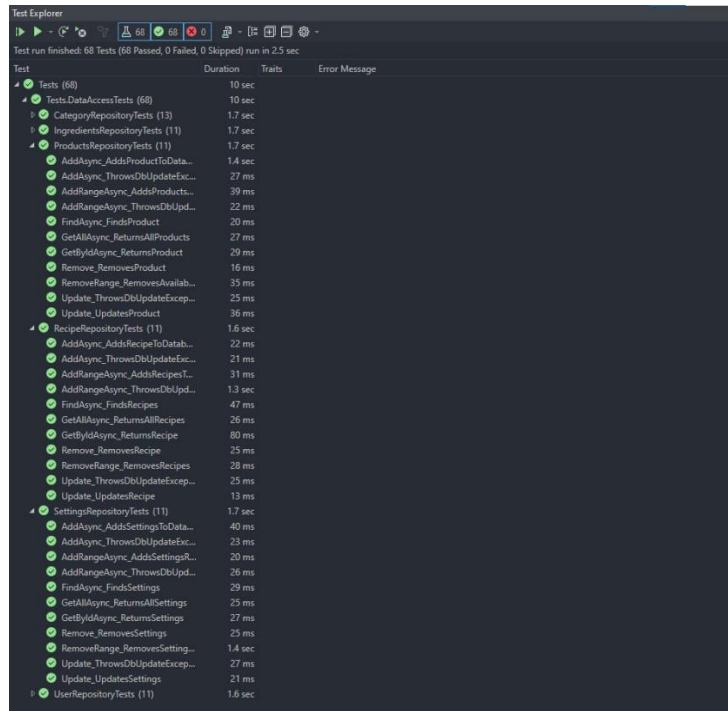 Test Explorer
68 68 0
Test run finished: 68 Tests (68 Passed, 0 Failed, 0 Skipped) run in 2.5 sec
Test Duration Traits Error Message
Tests (68) 10 sec
Tests.DataAccessTests (68) 10 sec
CategoryRepositoryTests (13) 1.7 sec
IngredientsRepositoryTests (11) 1.7 sec
ProductsRepositoryTests (11) 1.7 sec
AddAsync_AddsProductToData... 1.4 sec
AddAsync_ThrowsDbUpdateExc... 27 ms
AddRangeAsync_AddsProducts... 39 ms
AddRangeAsync_ThrowsDbUpd... 22 ms
FindAsync_FindsProduct 20 ms
GetAllAsync_ReturnsAllProducts 27 ms
GetByIdAsync_ReturnsProduct 29 ms
Remove_RemovesProduct 16 ms
RemoveRange_RemovesAvailab... 35 ms
Update_ThrowsDbUpdateExcep... 25 ms
Update_UpdatesProduct 36 ms
RecipeRepositoryTests (11) 1.6 sec
AddAsync_AddsRecipeToDatab... 22 ms
AddAsync_ThrowsDbUpdateExc... 21 ms
AddRangeAsync_AddsRecipesT... 31 ms
AddRangeAsync_ThrowsDbUpd... 1.3 sec
FindAsync_FindsRecipes 47 ms
GetAllAsync_ReturnsAllRecipes 26 ms
GetByIdAsync_ReturnsRecipe 80 ms
Remove_RemovesRecipe 25 ms
RemoveRange_RemovesRecipes 28 ms
Update_ThrowsDbUpdateExcep... 25 ms
Update_UpdatesRecipe 13 ms
SettingsRepositoryTests (11) 1.7 sec
AddAsync_AddsSettingsToData... 40 ms
AddAsync_ThrowsDbUpdateExc... 23 ms
AddRangeAsync_AddsSettingsR... 20 ms
AddRangeAsync_ThrowsDbUpd... 26 ms
FindAsync_FindsSettings 29 ms
GetAllAsync_ReturnsAllSettings 25 ms
GetByIdAsync_ReturnsSettings 27 ms
Remove_RemovesSettings 25 ms
RemoveRange_RemovesSetting... 1.4 sec
Update_ThrowsDbUpdateExcep... 27 ms
Update_UpdatesSettings 21 ms
UserRepositoryTests (11) 1.6 sec